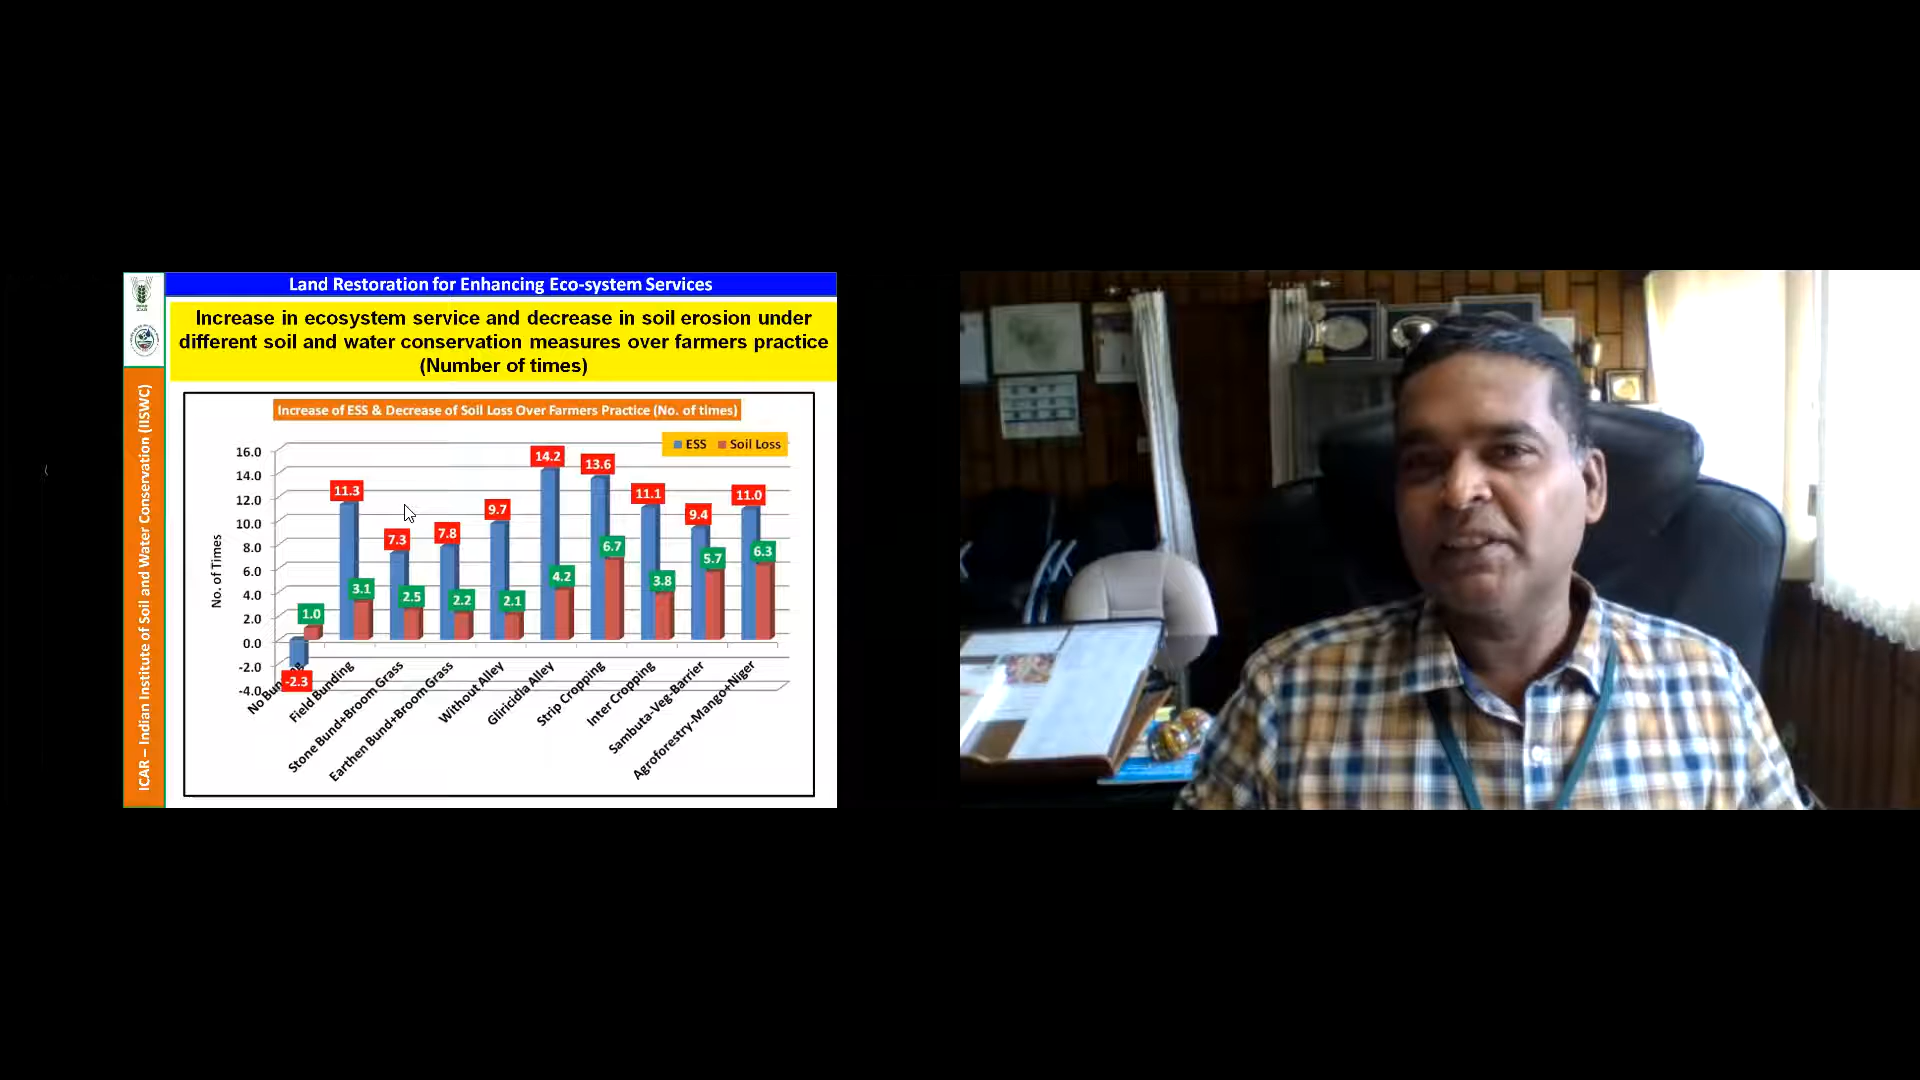 Land Restoration for Enhancing Eco-system Services
Increase in ecosystem service and decrease in soil erosion under
different soil and water conservation measures over farmers practice
(Number of times)
ICAR – Indian Institute of Soil and Water Conservation (IISWC)
Increase of ESS & Decrease of Soil Loss Over Farmers Practice (No. of times)
ESS Soil Loss
No. of Times
16.0
14.0
12.0
10.0
8.0
6.0
4.0
2.0
0.0
-2.0
-4.0
-2.3
1.0
11.3
3.1
7.3
2.5
7.8
2.2
9.7
2.1
14.2
4.2
13.6
6.7
11.1
3.8
9.4
5.7
11.0
6.3
Field Bunding
Stone Bund+Broom Grass
Earthen Bund+Broom Grass
Without Alley
Gliricidia Alley
Strip Cropping
Inter Cropping
Sambuta-Veg-Barrier
Agroforestry-Mango+Niger